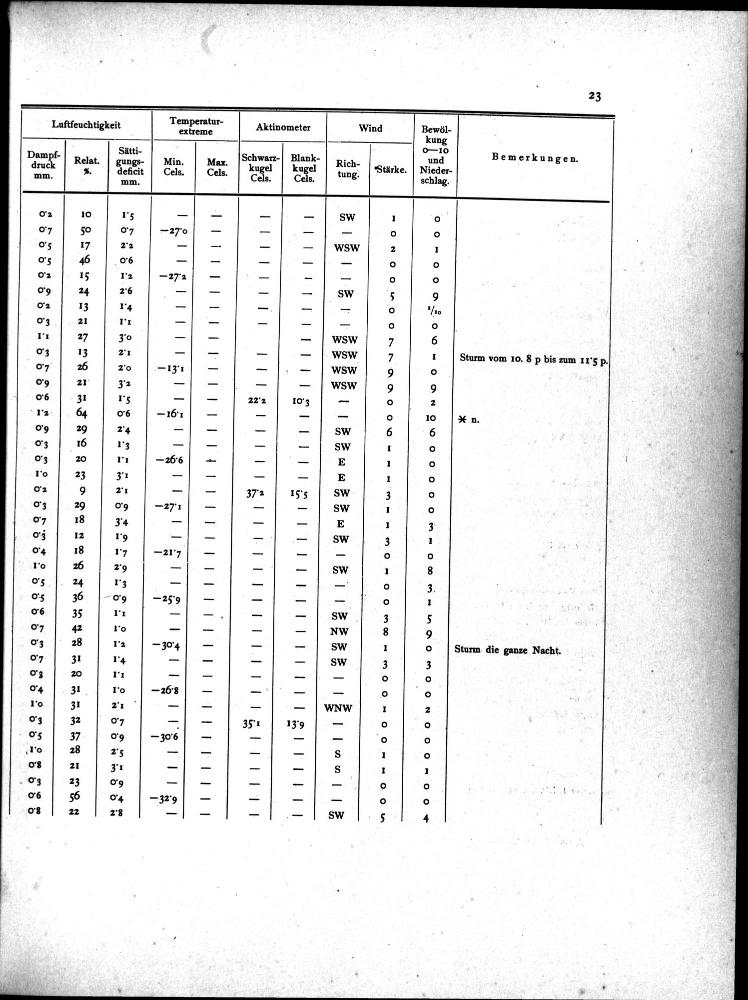 23
Luftfeuchtigkeit Temperatur-extreme Aktinometer Wind Bewöl-kung 0—10 und Nieder-schlag. Bemerkungen.
Dampf-druck mm. Relat. %. Sätti-gungs-deficit mm. Min. Cels. Max. Cels. Schwarz-kugel Cels. Blank-kugel Cels. Rich-tung. Stärke.
0·2 10 1·5 — — — — SW 1 0
0·7 50 0·7 —27·0 — — — — 0 0
0·5 17 2·2 — — — — WSW 2 1
0·5 46 0·6 — — — — — 0 0
0·2 15 1·2 —27·2 — — — — 0 0
0·9 24 2·6 — — — — SW 5 9
0·2 13 1·4 — — — — — 0 1/10
0·3 21 1·1 — — — — — 0 0
1·1 27 3·0 — — — WSW 7 6
0·3 13 2·1 — — — — WSW 7 1 Sturm vom 10. 8 p bis zum 11·5 p.
0·7 26 2·0 —13·1 — — — WSW 9 0
0·9 21 3·2 — — — — WSW 9 9
0·6 31 1·5 — — 22·2 10·3 — 0 2
1·2 64 0·6 —16·1 — — — — 0 10 ✶ n.
0·9 29 2·4 — — — — SW 6 6
0·3 16 1·3 — — — — SW 1 0
0·3 20 1·1 —26·6 — — — E 1 0
1·0 23 3·1 — — — — E 1 0
0·2 9 2·1 — — 37·2 15·5 SW 3 0
0·3 29 0·9 —27·1 — — — SW 1 0
0·7 18 3·4 — — — — E 1 3
0·3 12 1·9 — — — — SW 3 1
0·4 18 1·7 —21·7 — — — — 0 0
1·0 26 2·9 — — — — SW 1 8
0·5 24 1·3 — — — — — 0 3
0·5 36 0·9 —25·9 — — — — 0 1
0·6 35 1·1 — — — — SW 3 5
0·7 42 1·0 — — — — NW 8 9
0·3 28 1·2 —30·4 — — — SW 1 0 Sturm die ganze Nacht.
0·7 31 1·4 — — — — SW 3 3
0·3 20 1·1 — — — — — 0 0
0·4 31 1·0 —26·8 — — — — 0 0
1·0 31 2·1 — — — — WNW 1 2
0·3 32 0·7 — — 35·1 13·9 — 0 0
0·5 37 0·9 —30·6 — — — — 0 0
1·0 28 2·5 — — — — S 1 0
0·8 21 3·1 — — — — S 1 1
0·3 23 0·9 — — — — — 0 0
0·6 56 0·4 —32·9 — — — — 0 0
0·8 22 2·8 — — — — SW 5 4